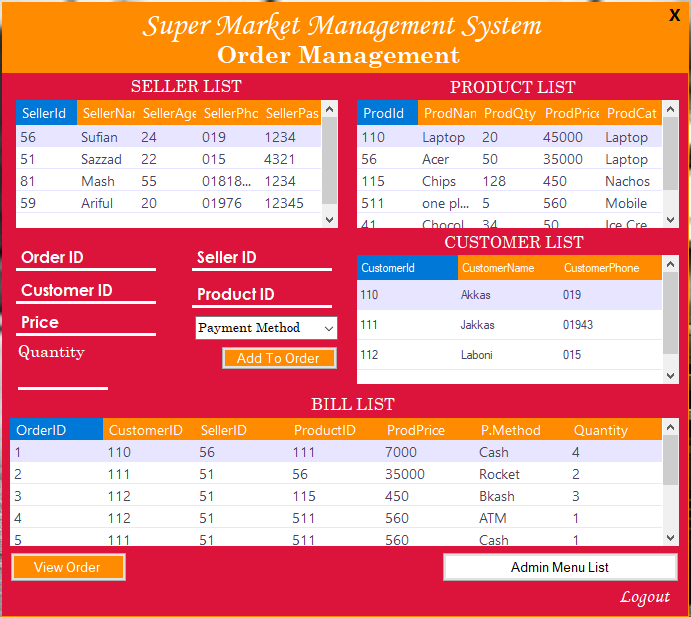 Super Market Management System
X
Order Management
SELLER LIST
SellerId SellerNar SellerAge SellerPho SellerPas
56 Sufian 24 019 1234
51 Sazzad 22 015 4321
81 Mash 55 01818... 1234
59 Ariful 20 01976 12345
PRODUCT LIST
ProdId ProdNan ProdQty ProdPrice ProdCat
110 Laptop 20 45000 Laptop
56 Acer 50 35000 Laptop
115 Chips 128 450 Nachos
511 one pl... 5 560 Mobile
41 Chocol 34 50 Ice Cre
Order ID
Seller ID
Customer ID
Product ID
Price
Payment Method
Quantity
Add To Order
CUSTOMER LIST
CustomerId CustomerName CustomerPhone
110 Akkas 019
111 Jakkas 01943
112 Laboni 015
BILL LIST
OrderID CustomerID SellerID ProductID ProdPrice P.Method Quantity
1 110 56 111 7000 Cash 4
2 111 51 56 35000 Rocket 2
3 112 51 115 450 Bkash 3
4 112 51 511 560 ATM 1
5 111 51 511 560 Cash 1
View Order
Admin Menu List
Logout